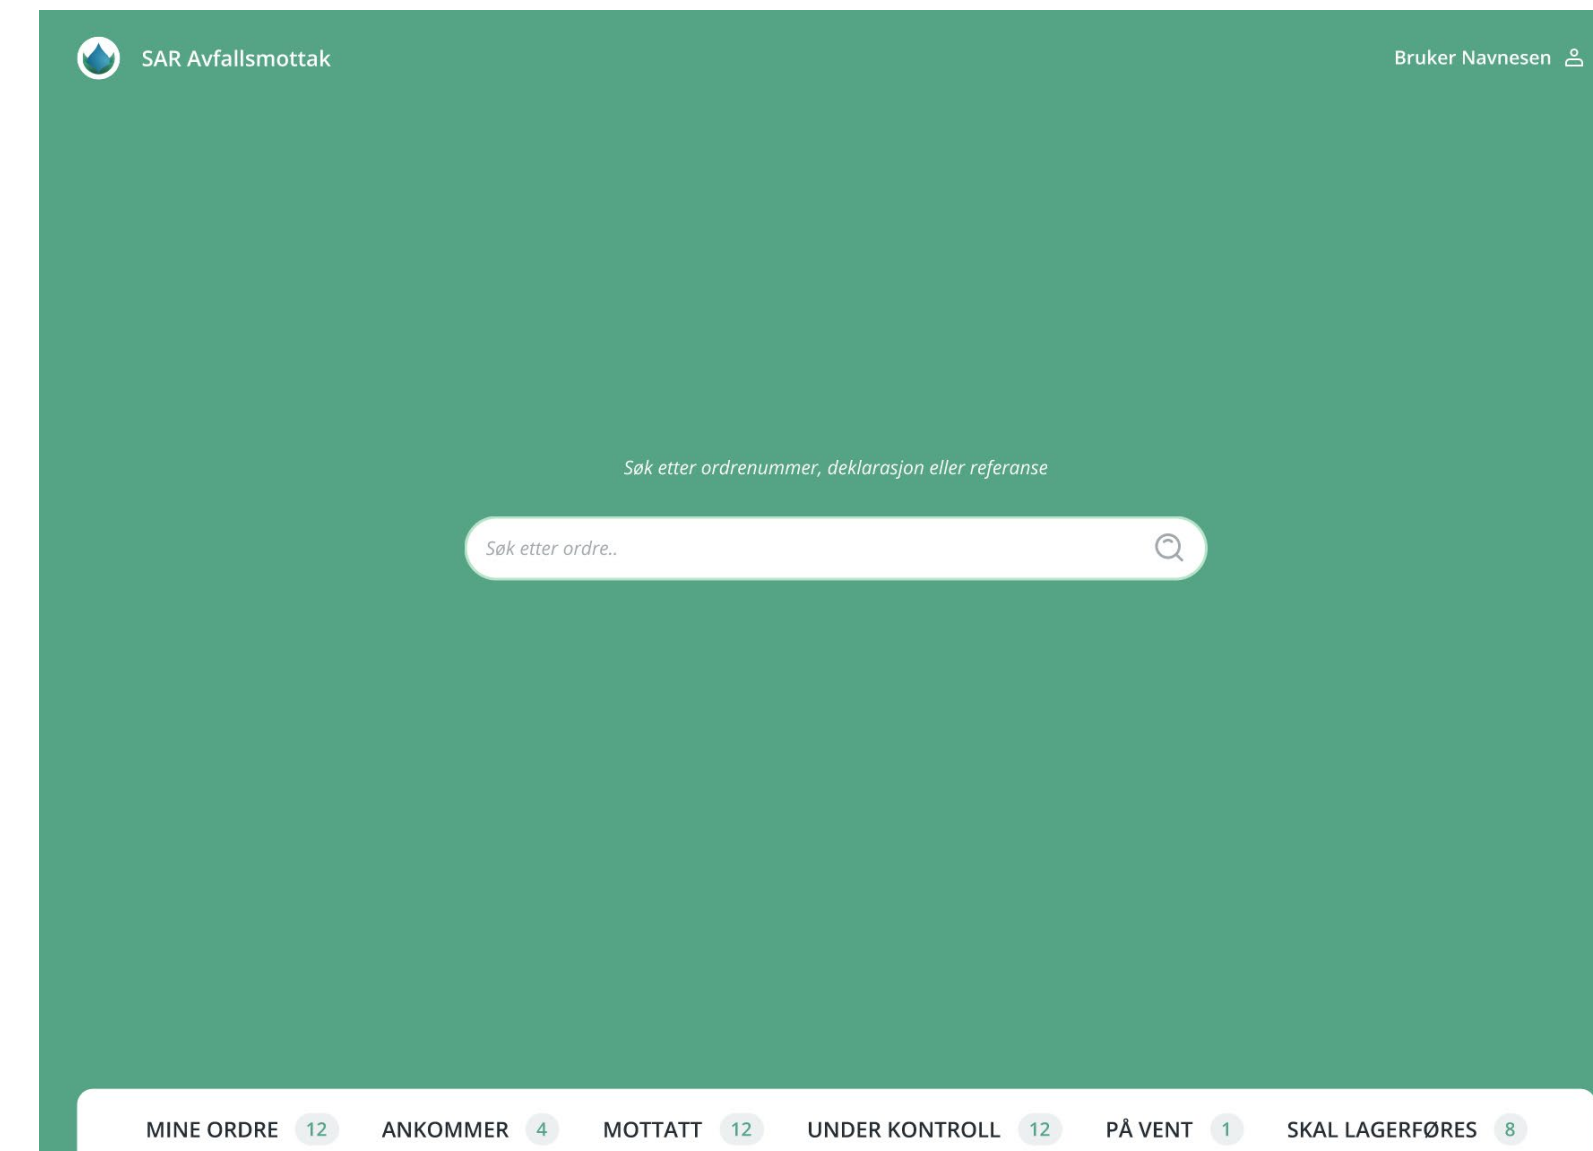 SAR Avfallsmottak
Bruker Navnesen
Søk etter ordrenummer, deklarasjon eller referanse
Søk etter ordre..
MINE ORDRE 12 ANKOMMER 4 MOTTATT 12 UNDER KONTROLL 12 PÅ VENT 1 SKAL LAGERFØRES 8